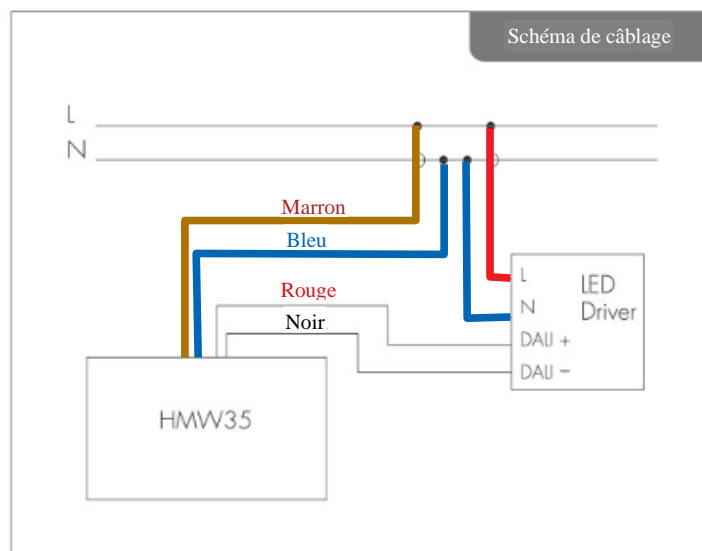 Schéma de câblage
L
N
Marron
Bleu
Rouge
Noir
L
N
LED
Driver
DALI +
DALI −
HMW35